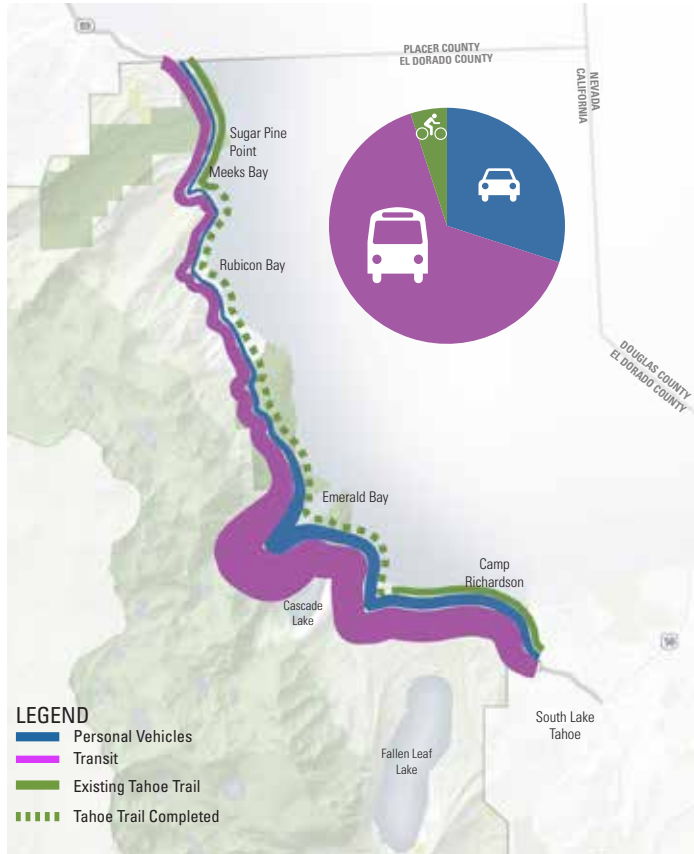 89
PLACER COUNTY
EL DORADO COUNTY
NEVADA
CALIFORNIA
Sugar Pine
Point
Meeks Bay
Rubicon Bay
DOUGLAS COUNTY
EL DORADO COUNTY
Emerald Bay
Camp
Richardson
Cascade
Lake
50
South Lake
Tahoe
Fallen Leaf
Lake
LEGEND
Personal Vehicles
Transit
Existing Tahoe Trail
Tahoe Trail Completed